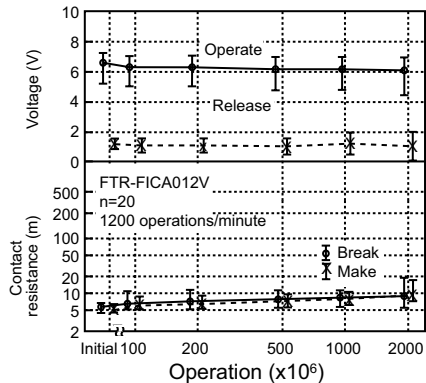 Voltage (V)
10
8
6
4
2
0
Operate
Release
Contact
resistance (m)
500
200
100
50
20
10
5
2
FTR-FICA012V
n=20
1200 operations/minute
Break
Make
Initial 100 200 500 1000 2000
Operation (x10⁶)